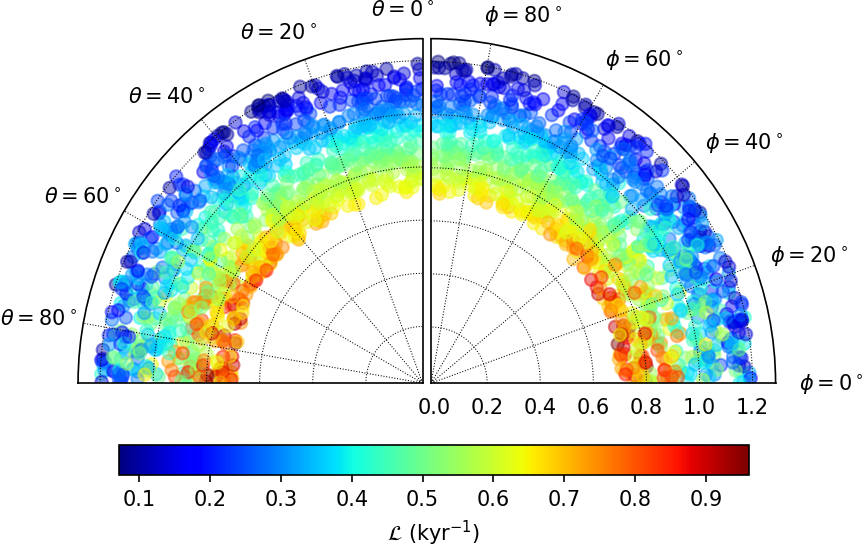 θ = 0° ϕ = 80°
θ = 20° ϕ = 60°
θ = 40° ϕ = 40°
θ = 60° ϕ = 20°
θ = 80° ϕ = 0°
0.0 0.2 0.4 0.6 0.8 1.0 1.2
0.1 0.2 0.3 0.4 0.5 0.6 0.7 0.8 0.9
ℒ (kyr⁻¹)